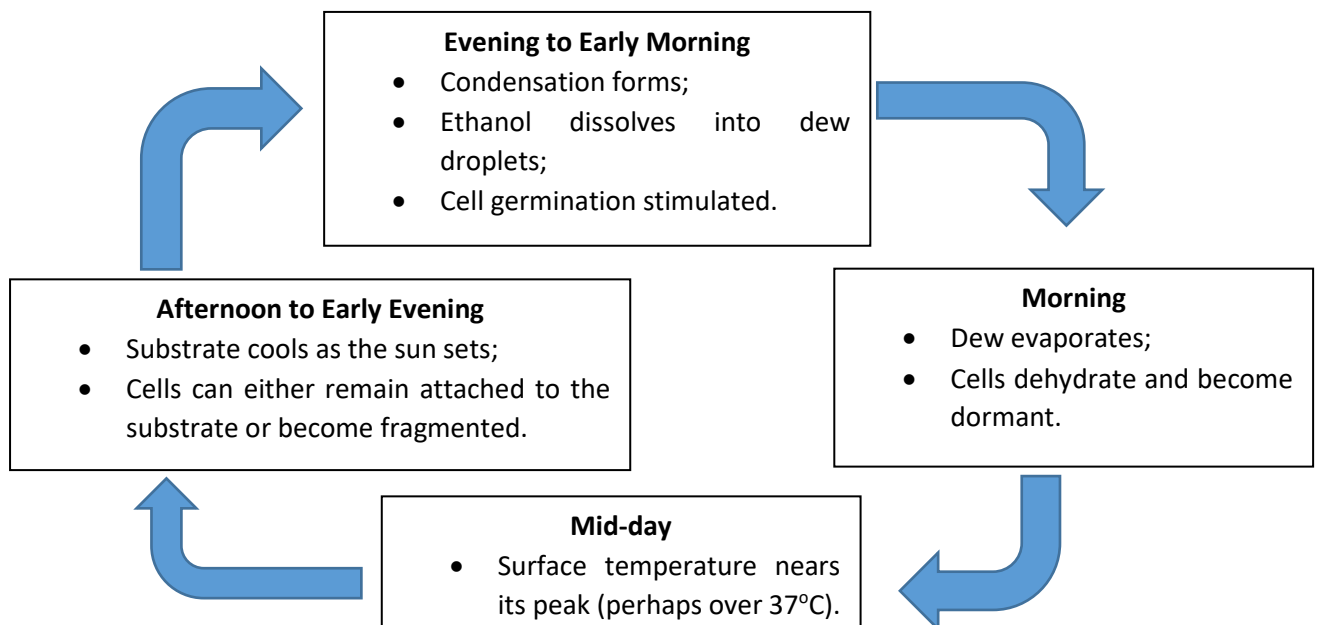 Evening to Early Morning
• Condensation forms;
• Ethanol dissolves into dew
droplets;
• Cell germination stimulated.
Morning
• Dew evaporates;
• Cells dehydrate and become
dormant.
Mid-day
• Surface temperature nears
its peak (perhaps over 37°C).
Afternoon to Early Evening
• Substrate cools as the sun sets;
• Cells can either remain attached to the
substrate or become fragmented.